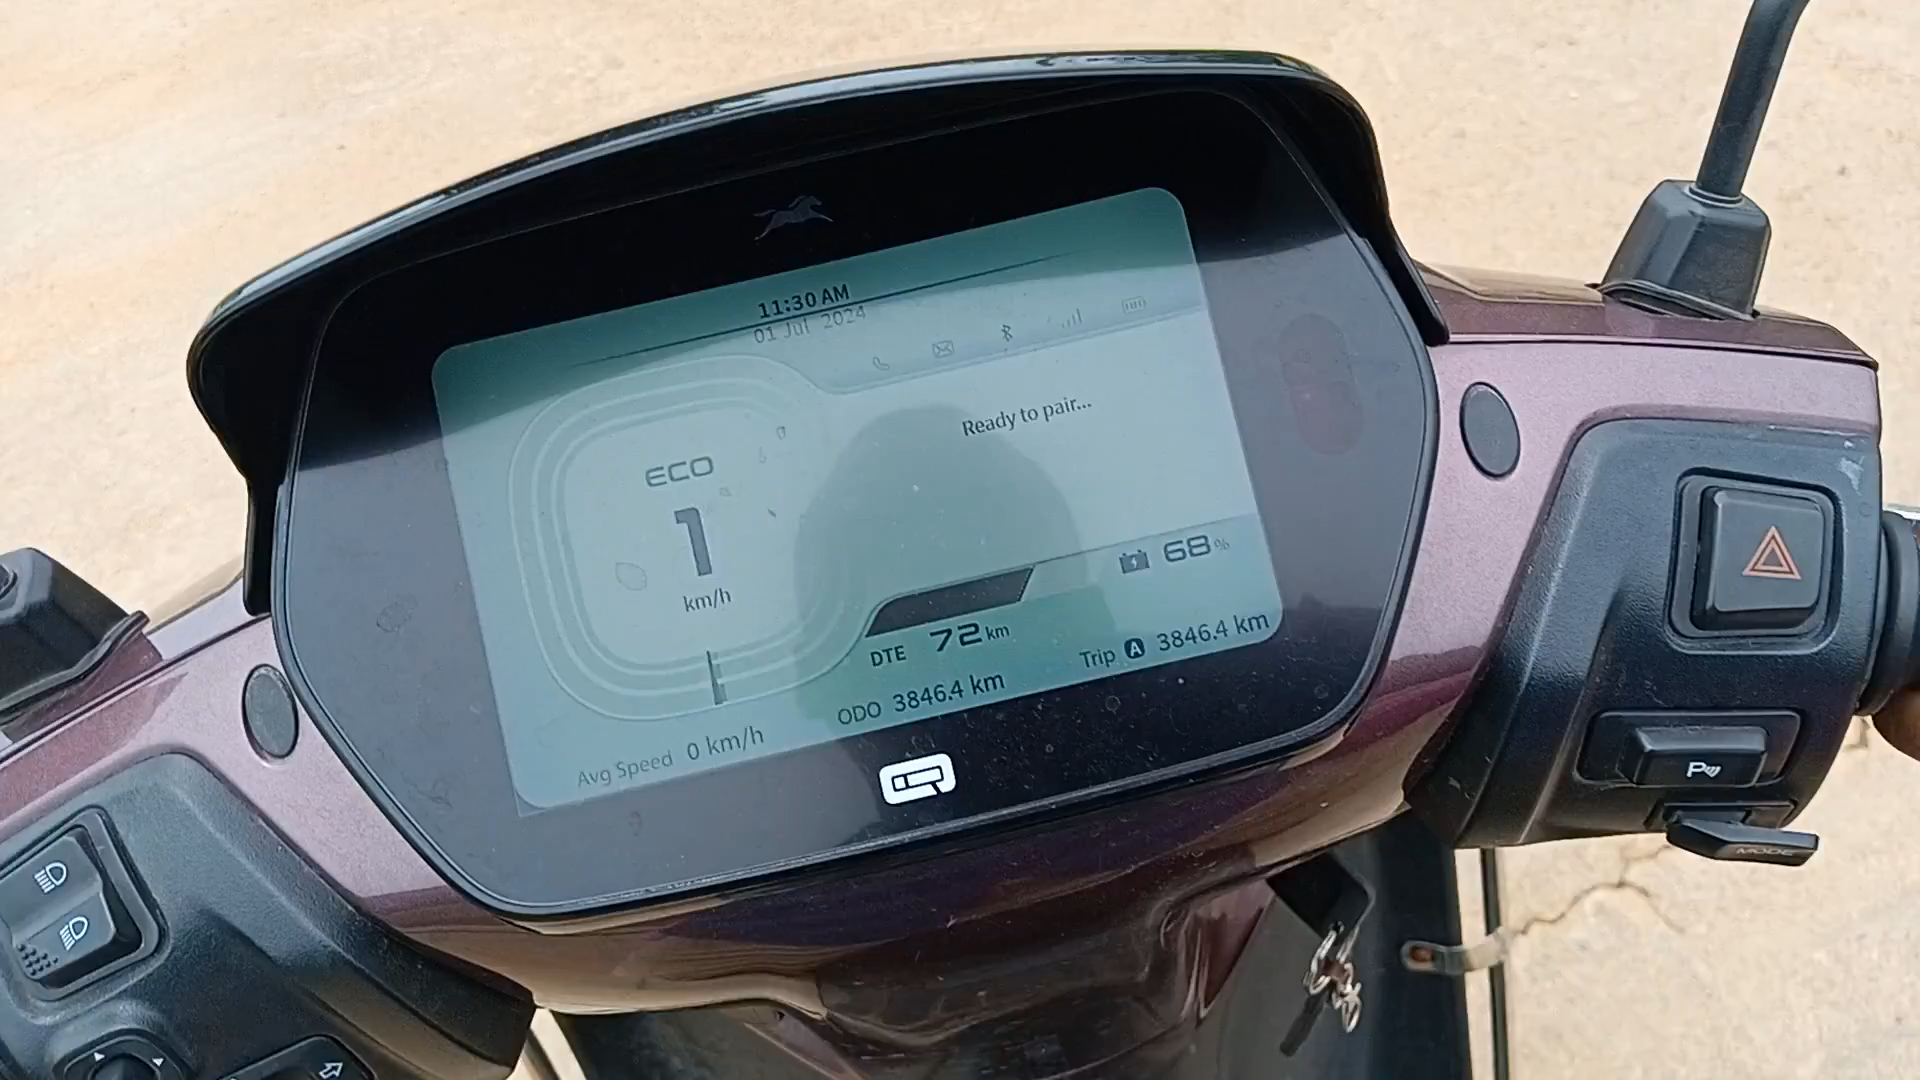 11:30 AM
01 Jul 2024
Ready to pair...
ECO
1
km/h
68%
DTE 72 km
ODO 3846.4 km
Trip A 3846.4 km
Avg Speed 0 km/h
P
MODE